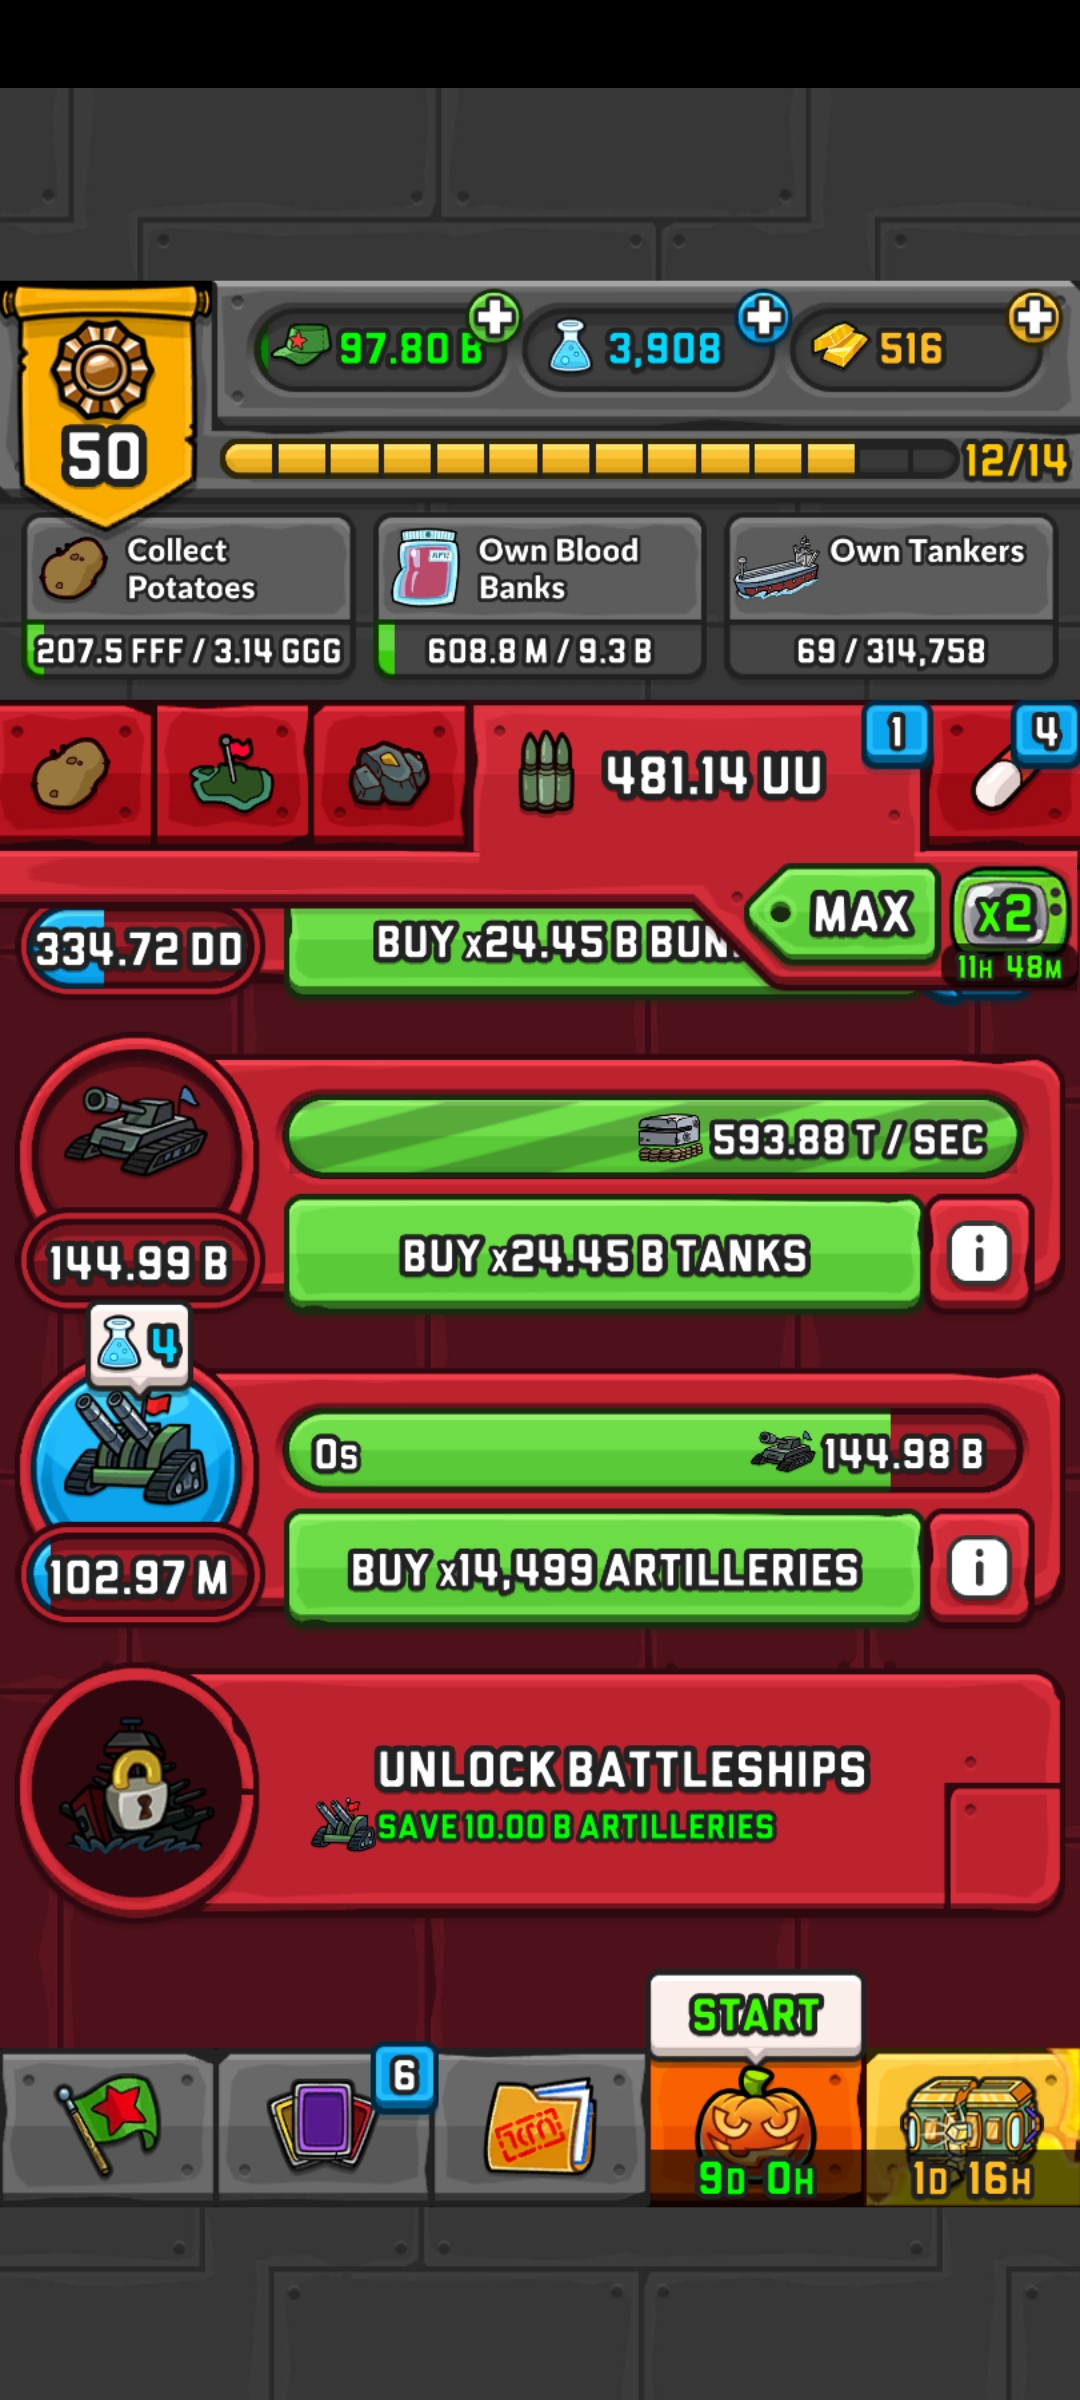 97.80 B
3,908
516
50
12/14
Collect
Potatoes
207.5 FFF / 3.14 GGG
Own Blood
Banks
608.8 M / 9.3 B
Own Tankers
69 / 314,758
481.14 UU
1
4
MAX
x2
11H 48M
334.72 DD
BUY x24.45 B BUN
593.88 T / SEC
144.99 B
BUY x24.45 B TANKS
i
4
0s
144.98 B
102.97 M
BUY x14,499 ARTILLERIES
i
UNLOCK BATTLESHIPS
SAVE 10.00 B ARTILLERIES
START
6
9D 0H
1D 16H